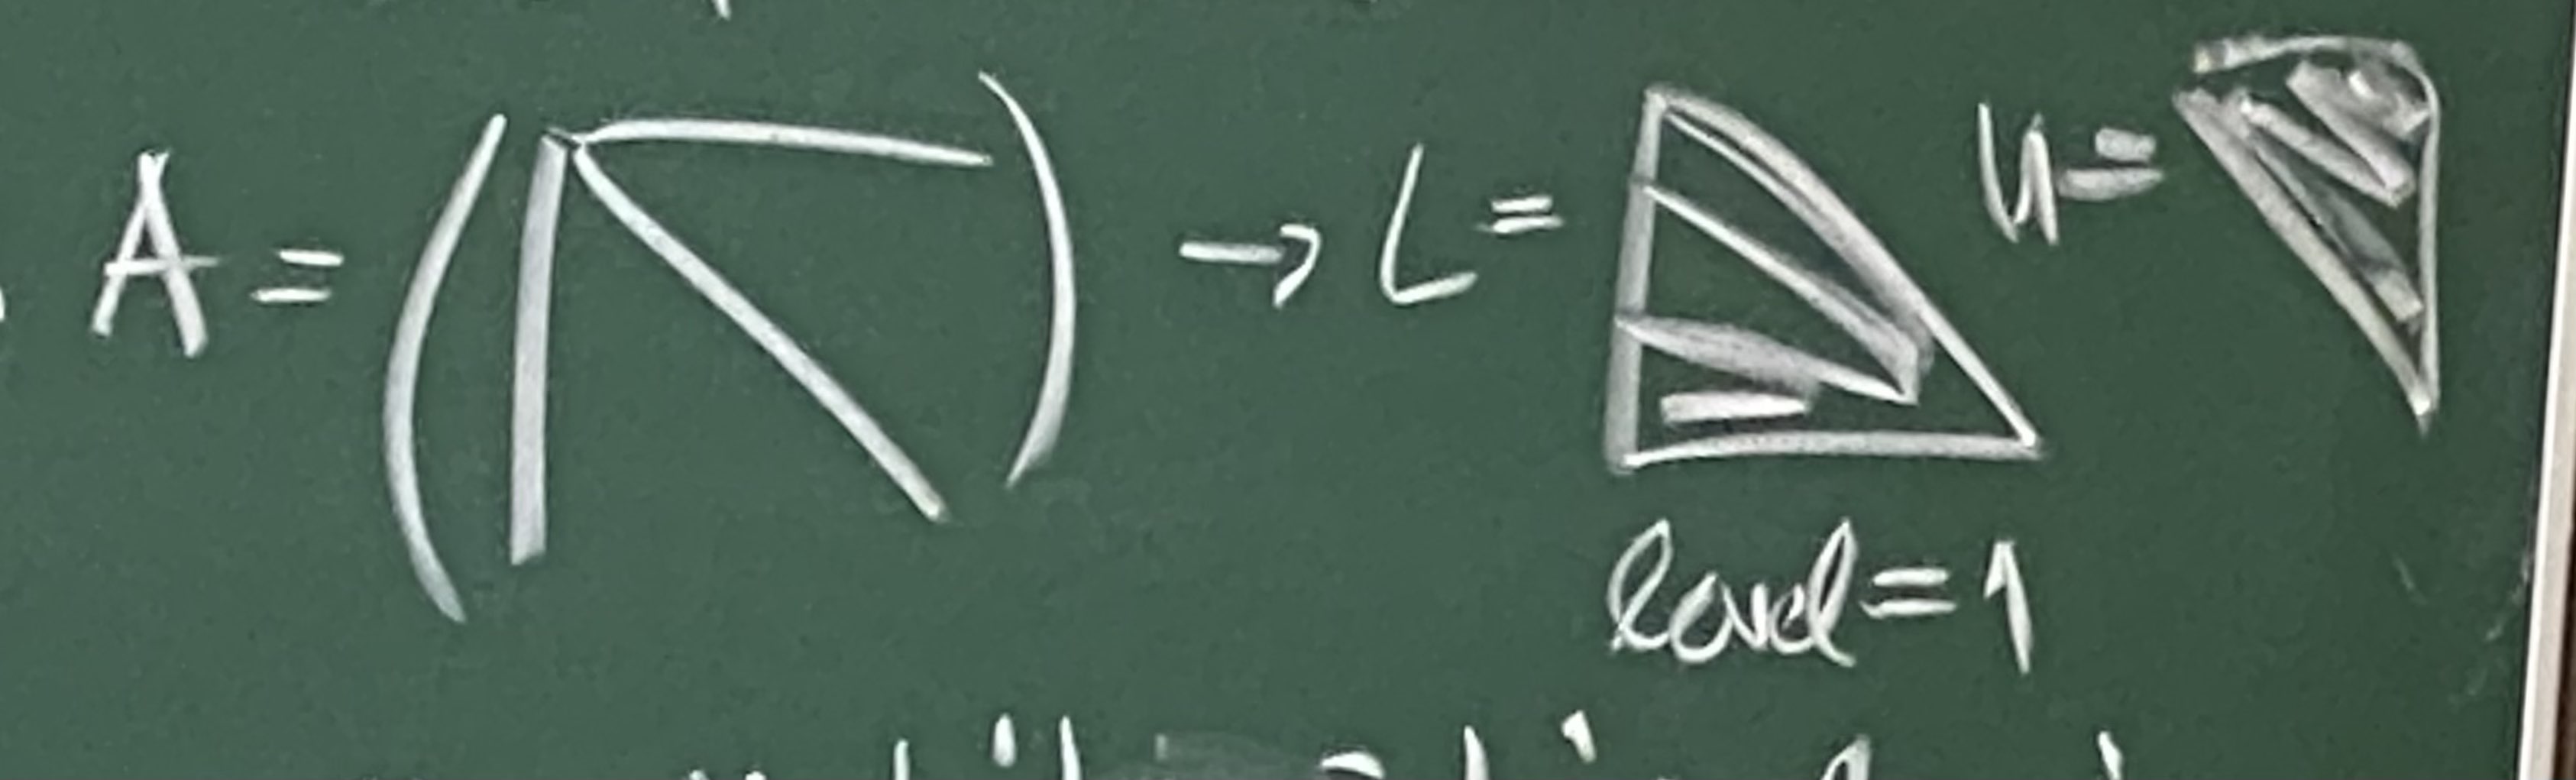 A = ( ) → L = U =
level = 1